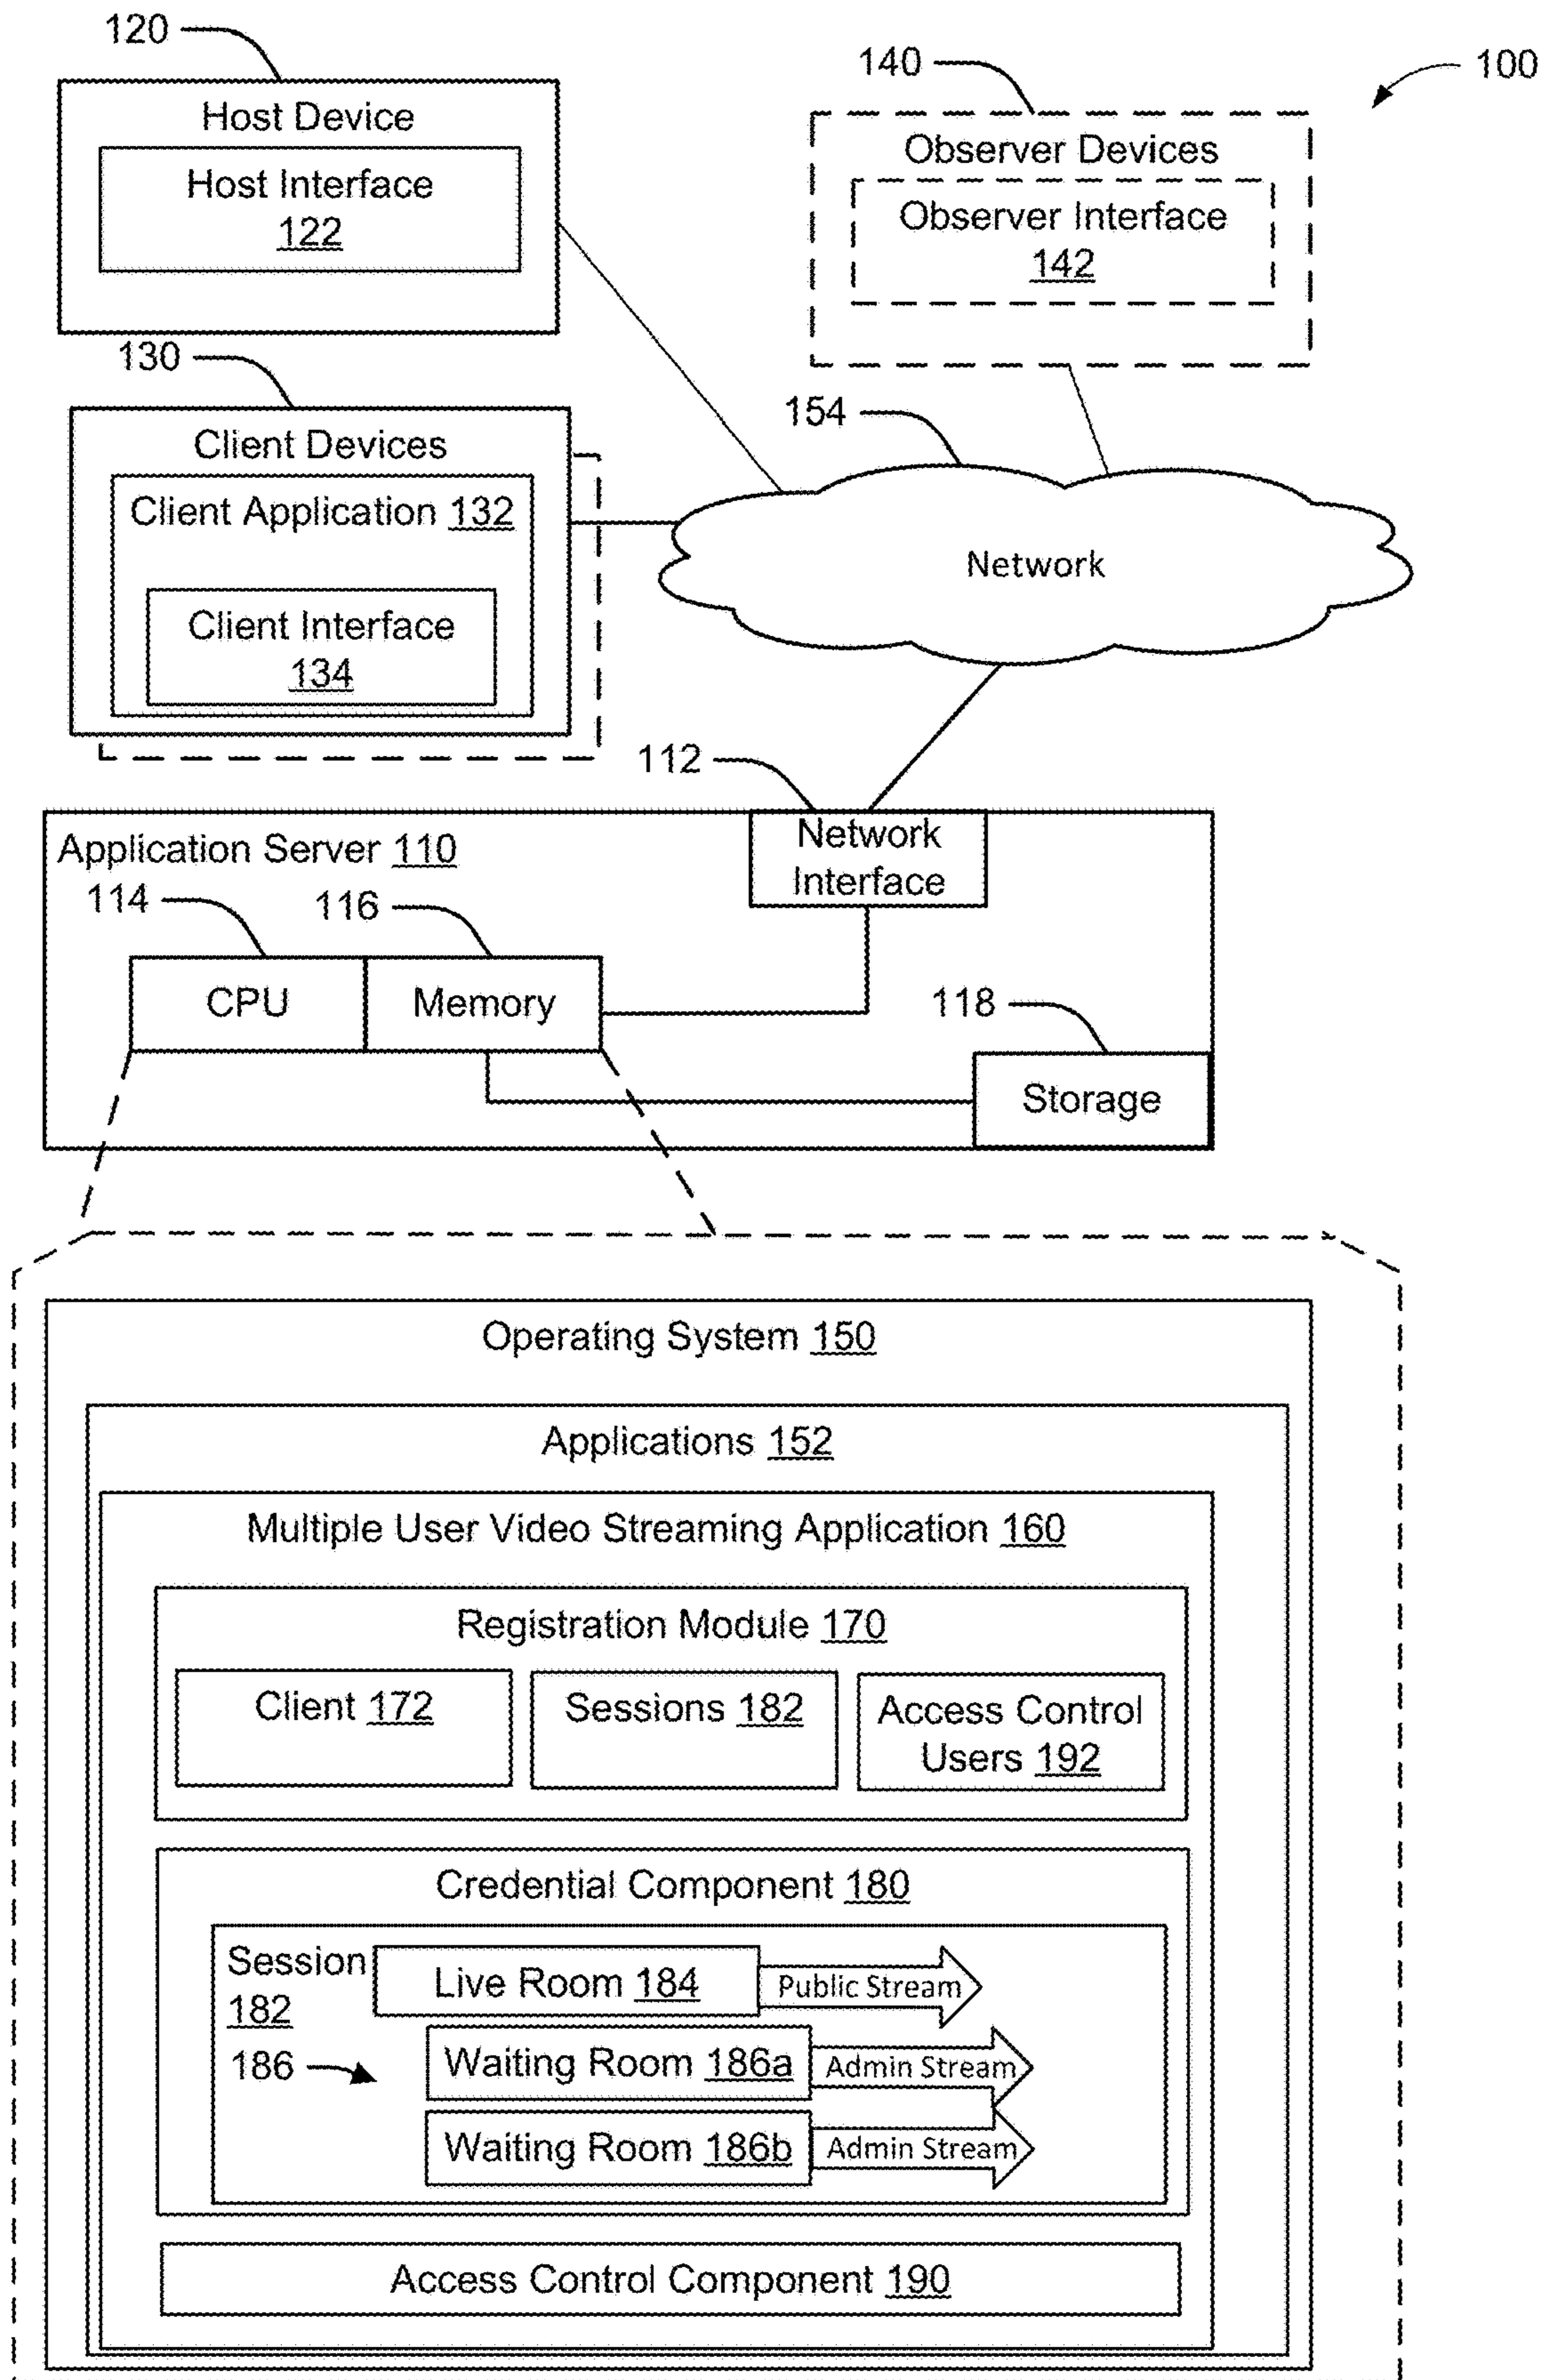 120
Host Device
Host Interface
122
140
100
Observer Devices
Observer Interface
142
130
Client Devices
Client Application 132
Client Interface
134
154
Network
112
Application Server 110
Network
Interface
114
116
CPU
Memory
118
Storage
Operating System 150
Applications 152
Multiple User Video Streaming Application 160
Registration Module 170
Client 172
Sessions 182
Access Control
Users 192
Credential Component 180
Session
182
Live Room 184
Public Stream
186
Waiting Room 186a
Admin Stream
Waiting Room 186b
Admin Stream
Access Control Component 190